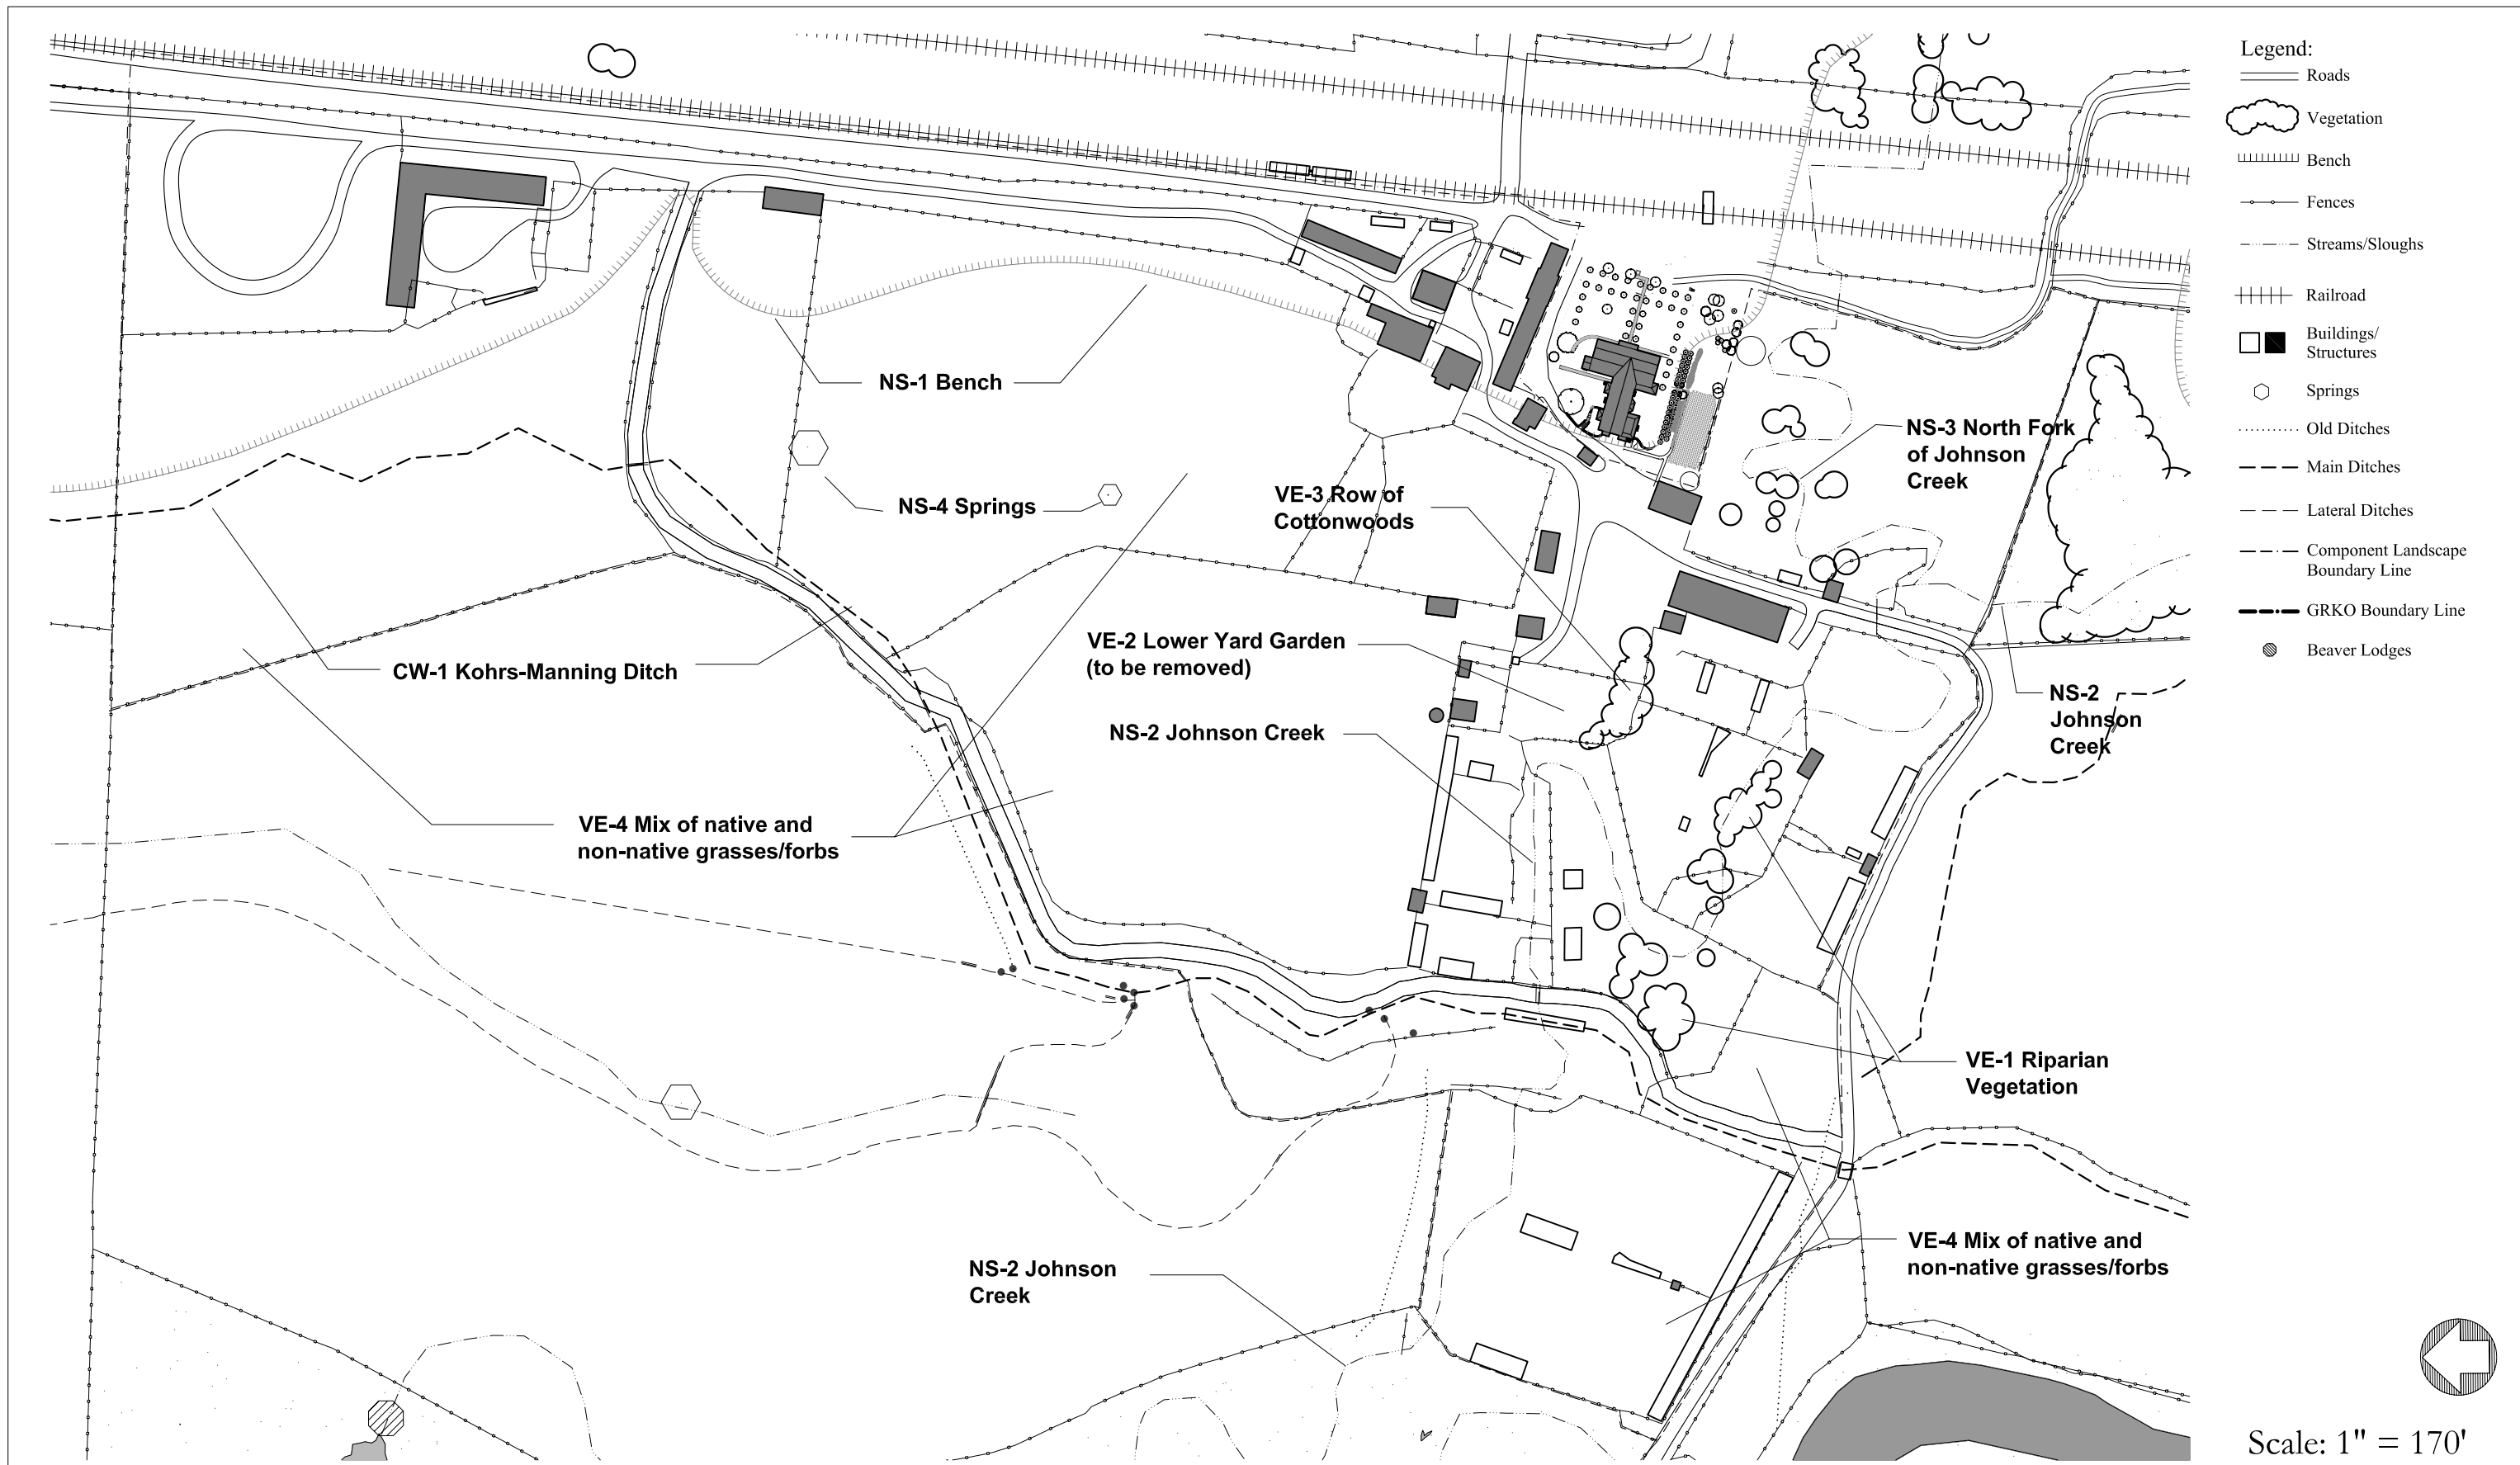 Legend:
Roads
Vegetation
Bench
Fences
Streams/Sloughs
Railroad
Buildings/
Structures
Springs
Old Ditches
Main Ditches
Lateral Ditches
Component Landscape
Boundary Line
GRKO Boundary Line
Beaver Lodges
NS-1 Bench
NS-3 North Fork
of Johnson
Creek
NS-4 Springs
VE-3 Row of
Cottonwoods
CW-1 Kohrs-Manning Ditch
VE-2 Lower Yard Garden
(to be removed)
NS-2 Johnson Creek
NS-2
Johnson
Creek
VE-4 Mix of native and
non-native grasses/forbs
VE-1 Riparian
Vegetation
NS-2 Johnson
Creek
VE-4 Mix of native and
non-native grasses/forbs
Scale: 1" = 170'